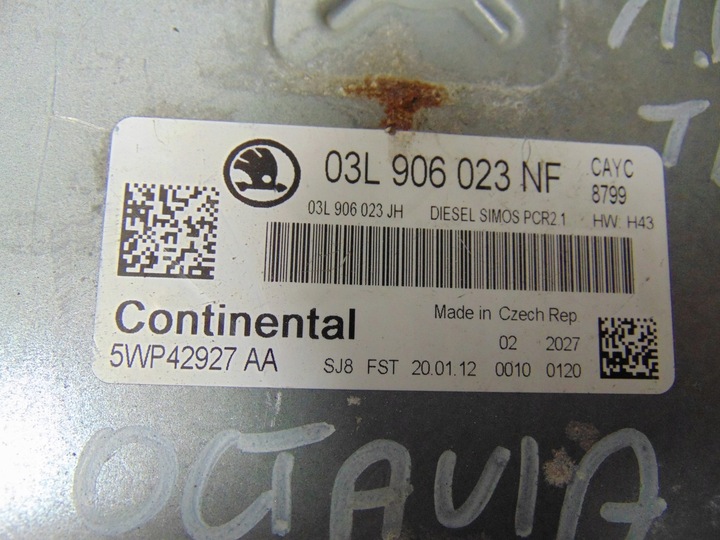 03L 906 023 NF CAYC
8799
03L 906 023 JH DIESEL SIMOS PCR2.1 HW: H43
Continental Made in Czech Rep
5WP42927 AA 02 2027
SJ8 FST 20.01.12 0010 0120
OCTAVIA